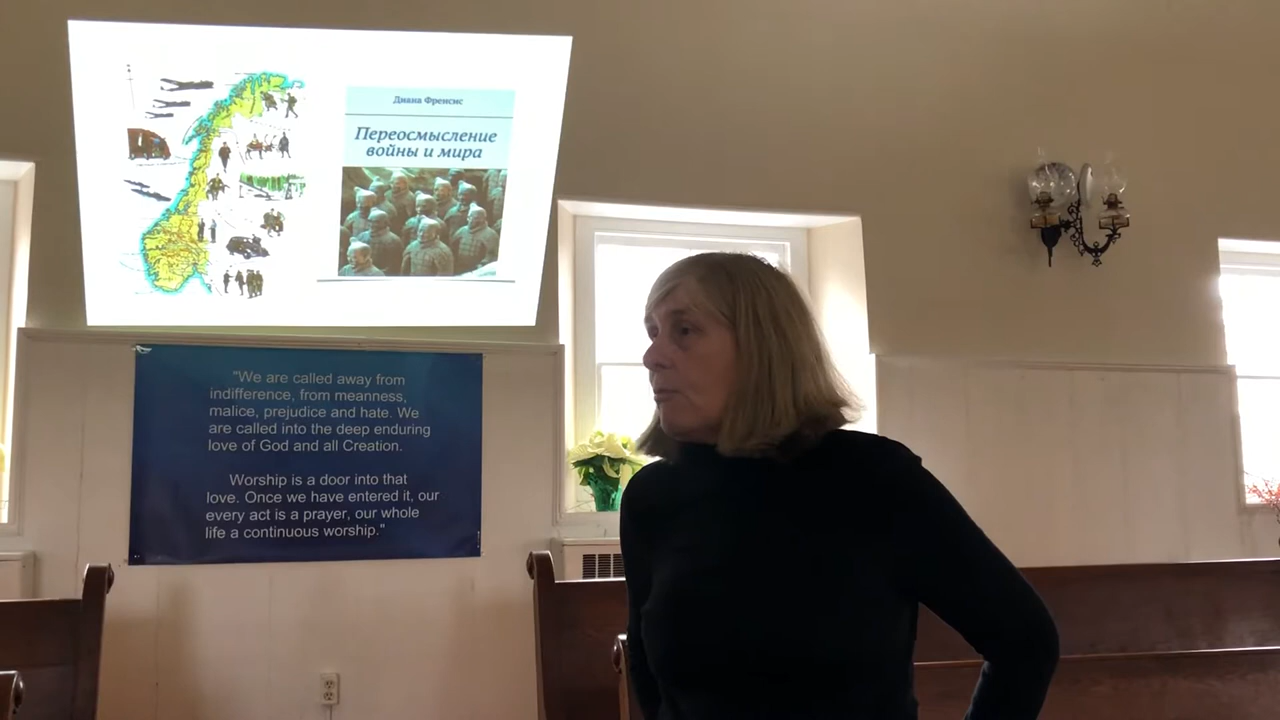 Диана Френсис
Переосмысление
войны и мира
"We are called away from
indifference, from meanness,
malice, prejudice and hate. We
are called into the deep enduring
love of God and all Creation.
Worship is a door into that
love. Once we have entered it, our
every act is a prayer, our whole
life a continuous worship."